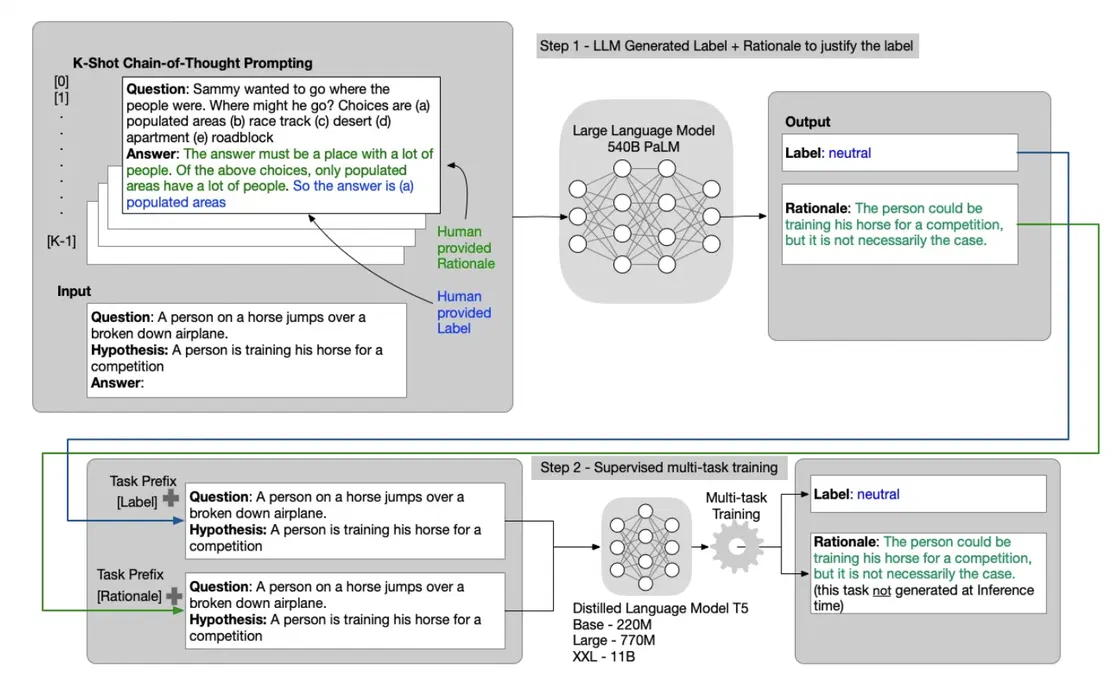 Step 1 - LLM Generated Label + Rationale to justify the label
K-Shot Chain-of-Thought Prompting
[0]
[1]
.
.
.
.
.
.
.
[K-1]
Question: Sammy wanted to go where the
people were. Where might he go? Choices are (a)
populated areas (b) race track (c) desert (d)
apartment (e) roadblock
Answer: The answer must be a place with a lot of
people. Of the above choices, only populated
areas have a lot of people. So the answer is (a)
populated areas
Human
provided
Rationale
Human
provided
Label
Input
Question: A person on a horse jumps over a
broken down airplane.
Hypothesis: A person is training his horse for a
competition
Answer:
Large Language Model
540B PaLM
Output
Label: neutral
Rationale: The person could be
training his horse for a competition,
but it is not necessarily the case.
Step 2 - Supervised multi-task training
Task Prefix
[Label]
Question: A person on a horse jumps over a
broken down airplane.
Hypothesis: A person is training his horse for a
competition
Task Prefix
[Rationale]
Question: A person on a horse jumps over a
broken down airplane.
Hypothesis: A person is training his horse for a
competition
Distilled Language Model T5
Base - 220M
Large - 770M
XXL - 11B
Multi-task
Training
Label: neutral
Rationale: The person could be
training his horse for a competition,
but it is not necessarily the case.
(this task not generated at Inference
time)